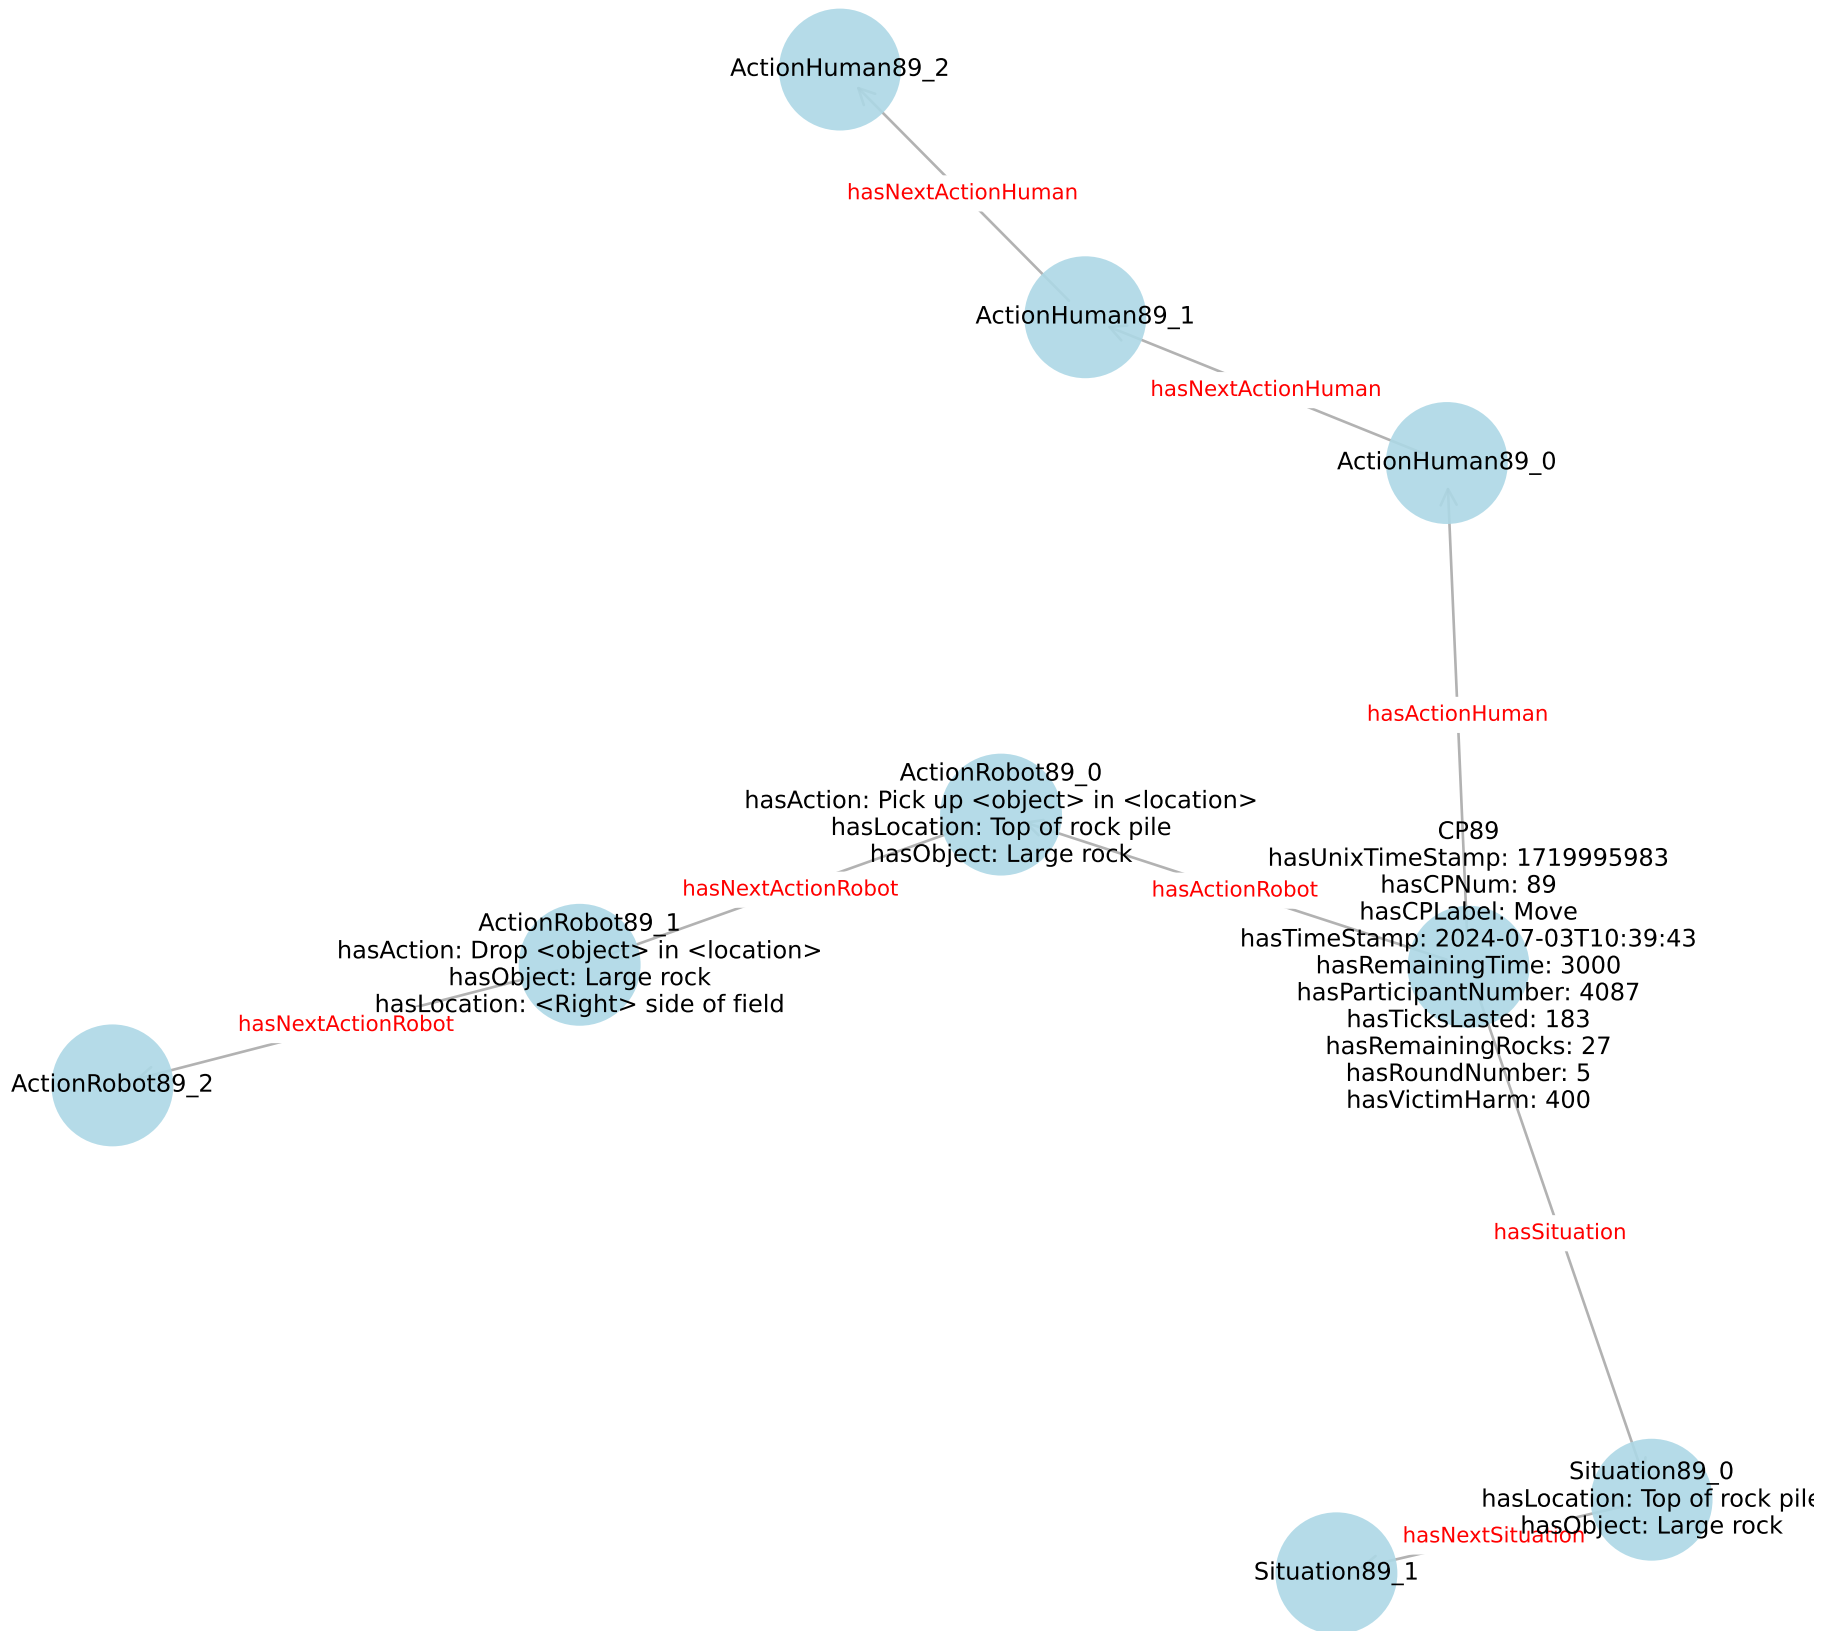 ActionHuman89_2
hasNextActionHuman
ActionHuman89_1
hasNextActionHuman
ActionHuman89_0
hasActionHuman
ActionRobot89_0
hasAction: Pick up <object> in <location>
hasLocation: Top of rock pile
hasObject: Large rock
hasNextActionRobot
hasActionRobot
CP89
hasUnixTimeStamp: 1719995983
hasCPNum: 89
hasCPLabel: Move
hasTimeStamp: 2024-07-03T10:39:43
hasRemainingTime: 3000
hasParticipantNumber: 4087
hasTicksLasted: 183
hasRemainingRocks: 27
hasRoundNumber: 5
hasVictimHarm: 400
ActionRobot89_1
hasAction: Drop <object> in <location>
hasObject: Large rock
hasLocation: <Right> side of field
hasNextActionRobot
ActionRobot89_2
hasSituation
Situation89_0
hasLocation: Top of rock pile
hasObject: Large rock
hasNextSituation
Situation89_1